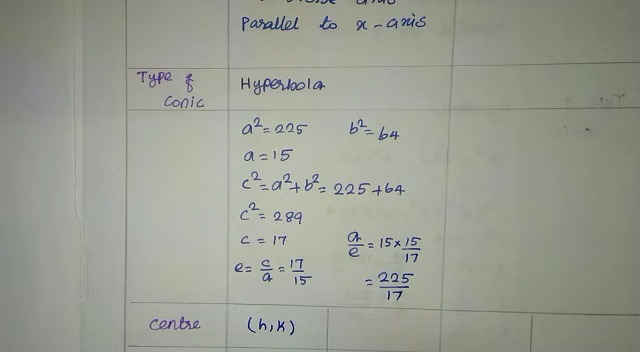 Parallel to x-axis
Type of Conic
Hyperbola
a² = 225 b² = 64
a = 15
c² = a² + b² = 225 + 64
c² = 289
c = 17 a/e = 15 × 15/17
e = c/a = 17/15 = 225/17
Centre (h, k)